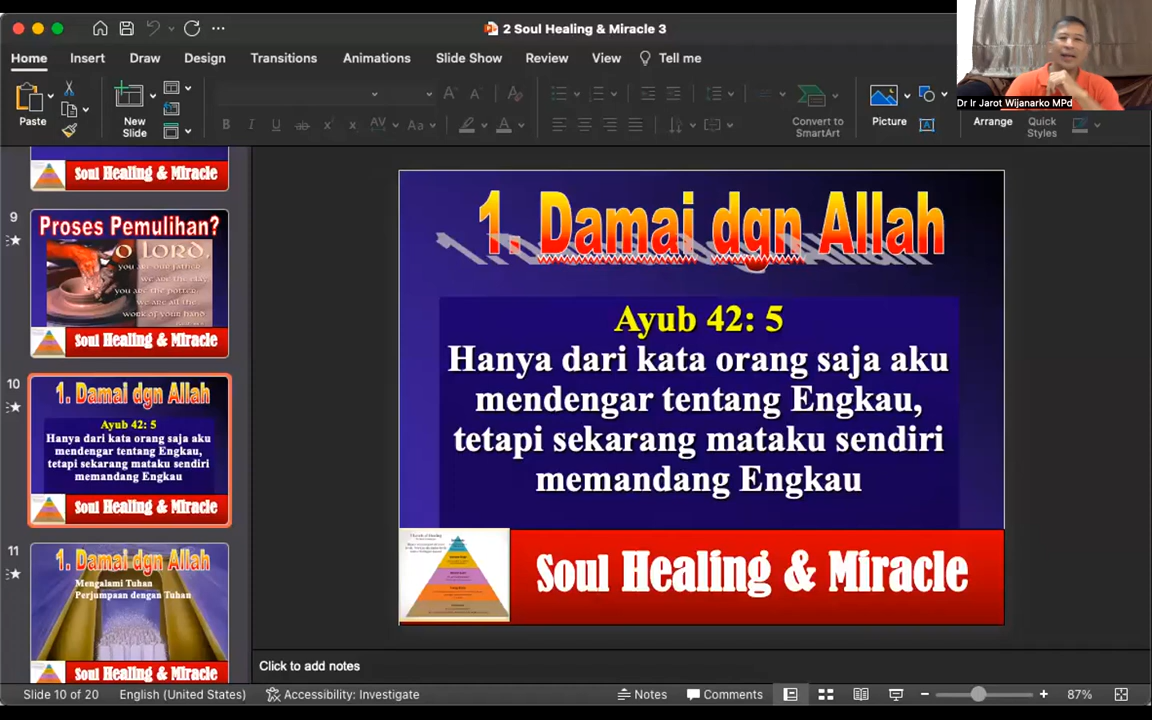 2 Soul Healing & Miracle 3
Home Insert Draw Design Transitions Animations Slide Show Review View Tell me
Paste
New
Slide
Convert to
SmartArt
Picture
Arrange
Quick
Styles
Dr Ir Jarot Wijanarko MPd
Soul Healing & Miracle
9
Proses Pemulihan?
O LORD,
you are our father.
we are the clay,
you are the potter,
we are all the
work of your hand.
Soul Healing & Miracle
10
1. Damai dgn Allah
Ayub 42: 5
Hanya dari kata orang saja aku
mendengar tentang Engkau,
tetapi sekarang mataku sendiri
memandang Engkau
Soul Healing & Miracle
11
1. Damai dgn Allah
Mengalami Tuhan
Perjumpaan dengan Tuhan
Soul Healing & Miracle
1. Damai dgn Allah
Ayub 42: 5
Hanya dari kata orang saja aku
mendengar tentang Engkau,
tetapi sekarang mataku sendiri
memandang Engkau
Soul Healing & Miracle
Click to add notes
Slide 10 of 20 English (United States) Accessibility: Investigate Notes Comments 87%